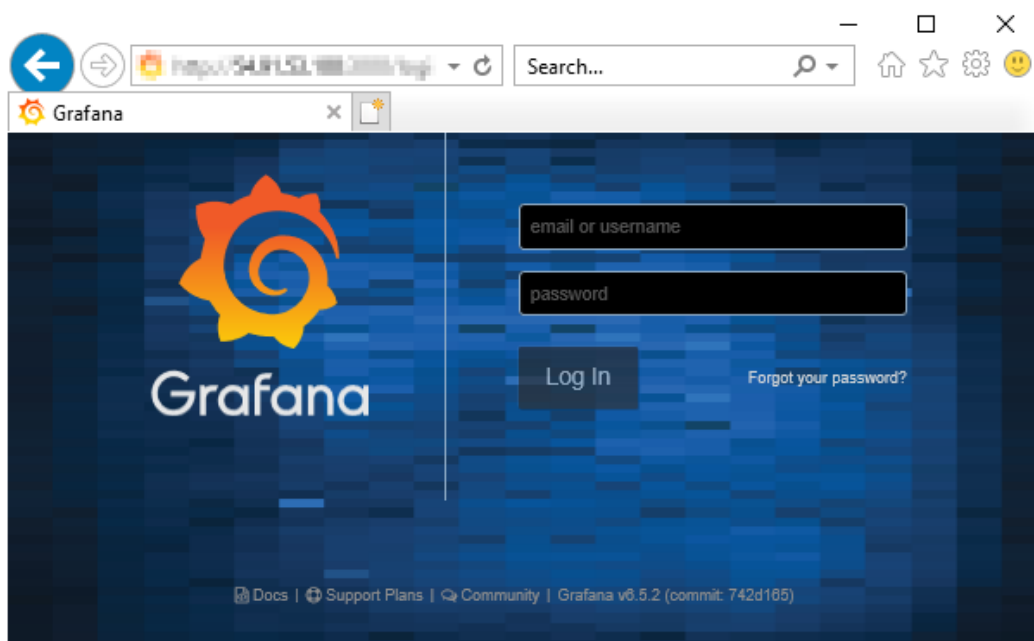 Search...
Grafana
Grafana
email or username
password
Log In
Forgot your password?
Docs | Support Plans | Community | Grafana v6.5.2 (commit: 742d165)